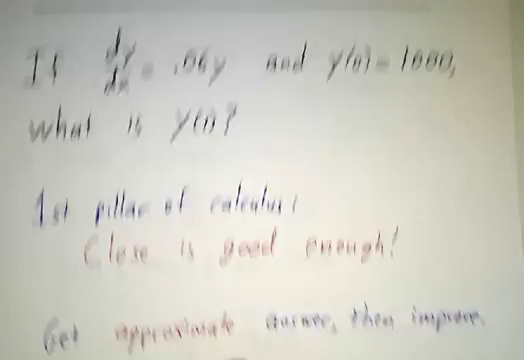 If dy/dx = .06y and y(0) = 1000,
what is y(1)?
1st pillar of calculus:
Close is good enough!
Get approximate answer, then improve.